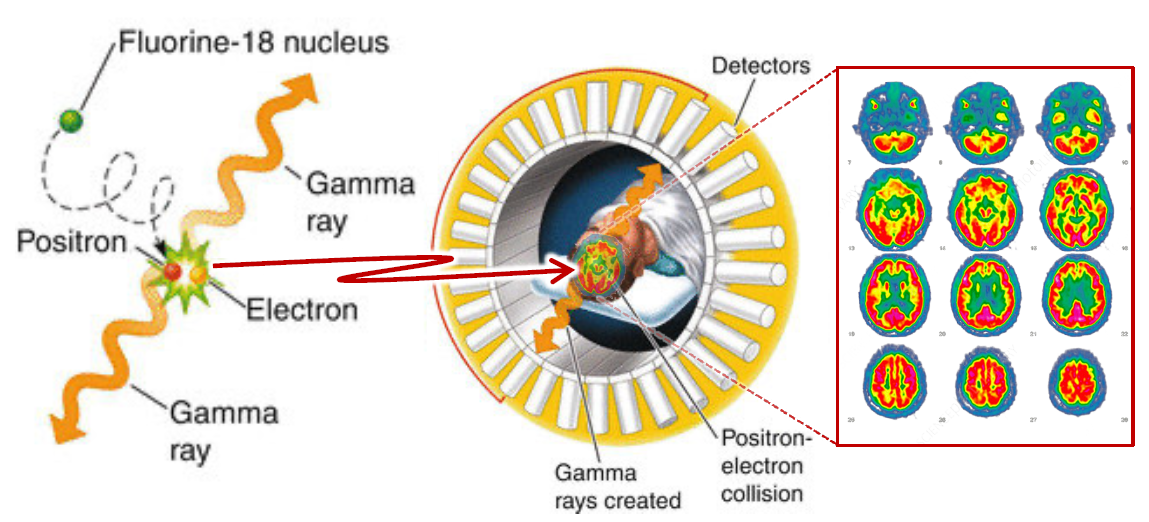 Fluorine-18 nucleus
Gamma
ray
Positron
Electron
Gamma
ray
Detectors
Gamma
rays created
Positron-
electron
collision